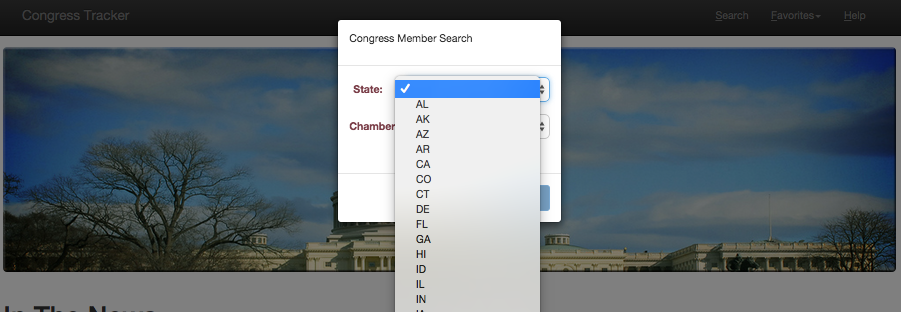 Congress Tracker
Search Favorites Help
Congress Member Search
State:
AL
AK
AZ
AR
CA
CO
CT
DE
FL
GA
HI
ID
IL
IN
Chamber
In The News